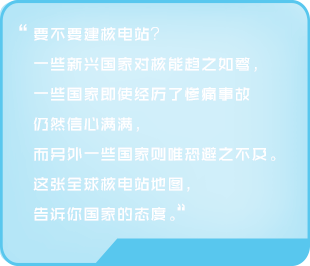 “要不要建核电站？
一些新兴国家对核能趋之如鹜，
一些国家即使经历了惨痛事故
仍然信心满满，
而另外一些国家则唯恐避之不及。
这张全球核电站地图，
告诉你国家的态度。”